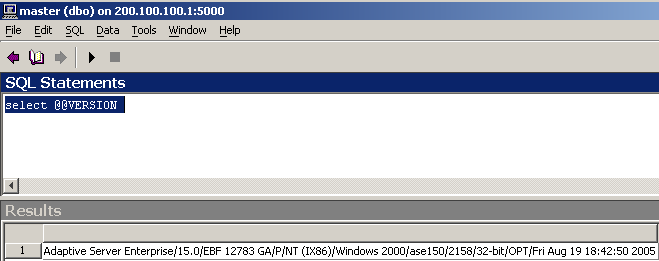 master (dbo) on 200.100.100.1:5000
File Edit SQL Data Tools Window Help
SQL Statements
select @@VERSION
Results
1 Adaptive Server Enterprise/15.0/EBF 12783 GA/P/NT (IX86)/Windows 2000/ase150/2158/32-bit/OPT/Fri Aug 19 18:42:50 2005